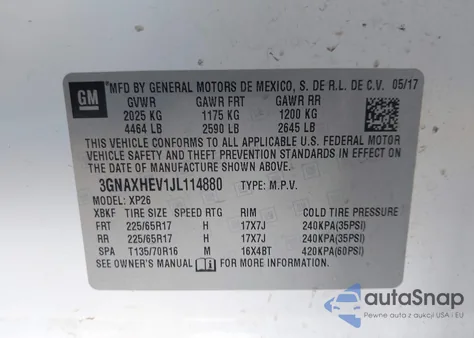 GM
MFD BY GENERAL MOTORS DE MEXICO, S. DE R.L. DE C.V. 05/17
GVWR GAWR FRT GAWR RR
2025 KG 1175 KG 1200 KG
4464 LB 2590 LB 2645 LB
THIS VEHICLE CONFORMS TO ALL APPLICABLE U.S. FEDERAL MOTOR
VEHICLE SAFETY, BUMPER, AND THEFT PREVENTION STANDARDS IN EFFECT ON
THE DATE OF MANUFACTURE SHOWN ABOVE.
3GNAXHEV1JL114880 TYPE: M.P.V.
MODEL: XP26
XBKF TIRE SIZE SPEED RTG RIM COLD TIRE PRESSURE
FRT 225/65R17 H 17X7J 240KPA(35PSI)
RR 225/65R17 H 17X7J 240KPA(35PSI)
SPA T135/70R16 M 16X4BT 420KPA(60PSI)
SEE OWNER'S MANUAL FOR MORE INFORMATION
autoSnap
Pewne auta z aukcji USA i EU